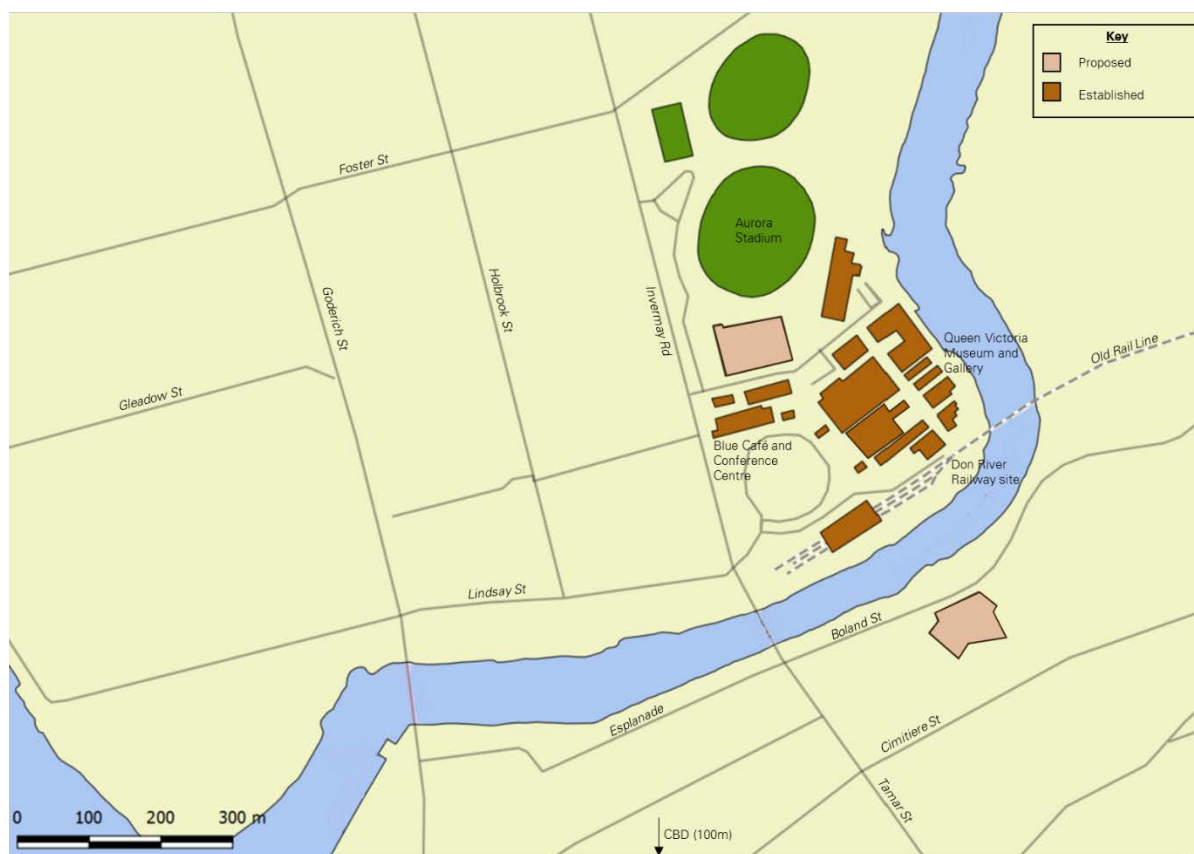 Key
Proposed
Established
Foster St
Aurora
Stadium
Goderich St
Holbrook St
Invermay Rd
Queen Victoria
Museum and
Gallery
Old Rail Line
Gleadow St
Blue Café and
Conference
Centre
Don River
Railway site
Lindsay St
Boland St
Esplanade
Cimitiere St
Tamar St
0 100 200 300 m
CBD (100m)